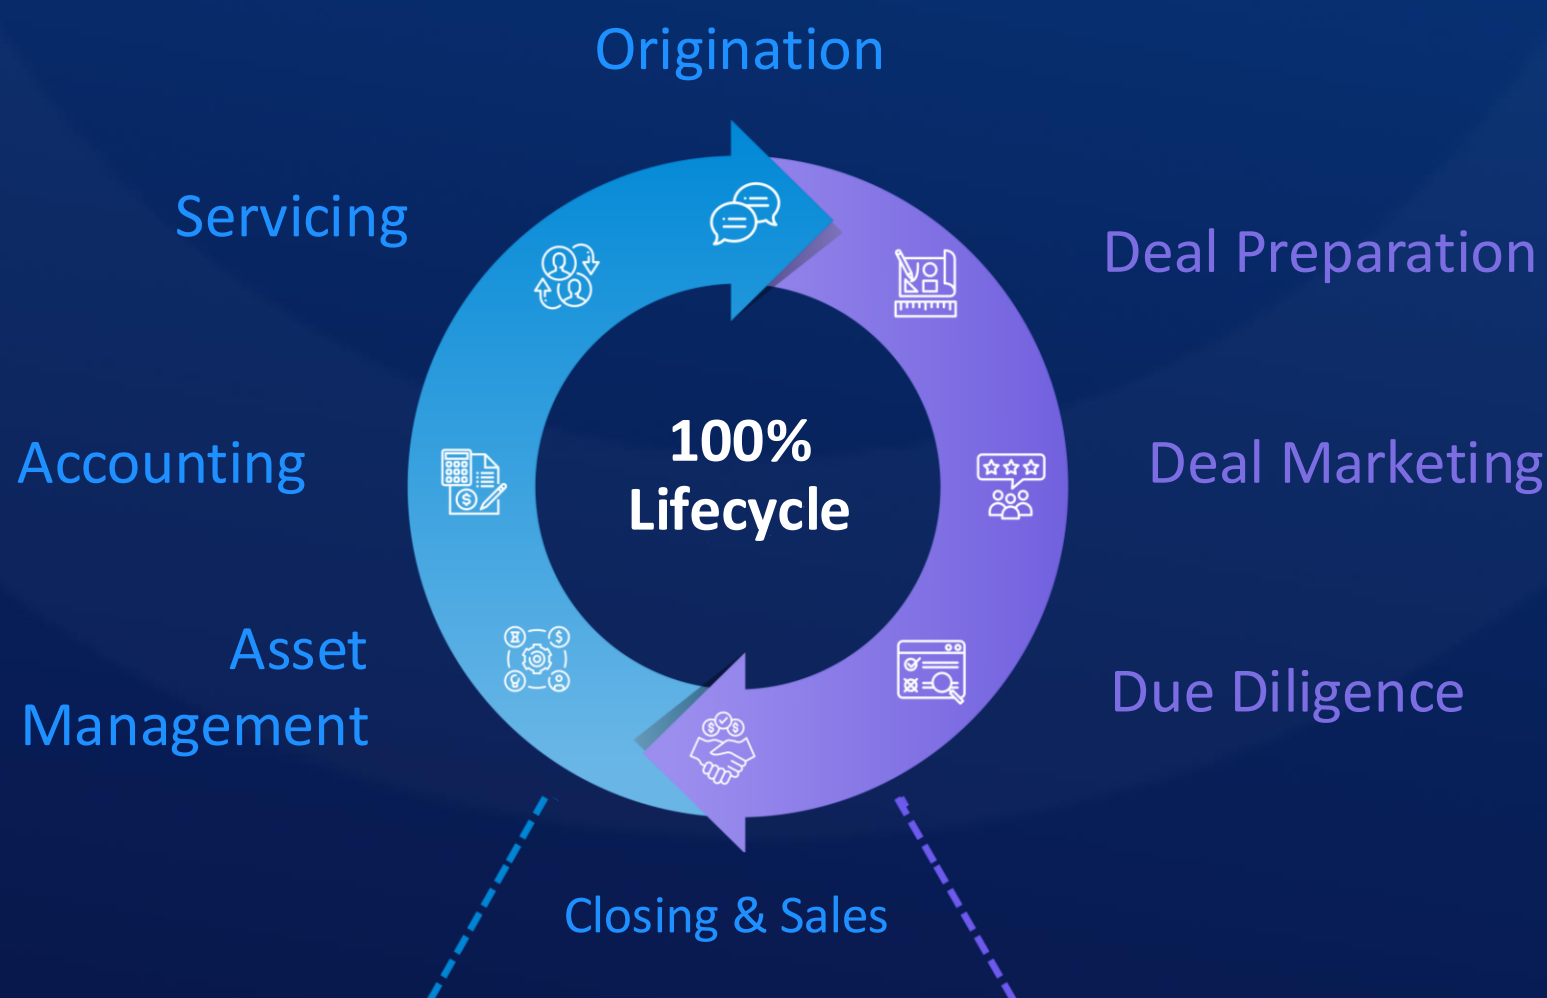 Origination
Servicing
Deal Preparation
100%
Lifecycle
Accounting
Deal Marketing
Asset
Management
Due Diligence
Closing & Sales